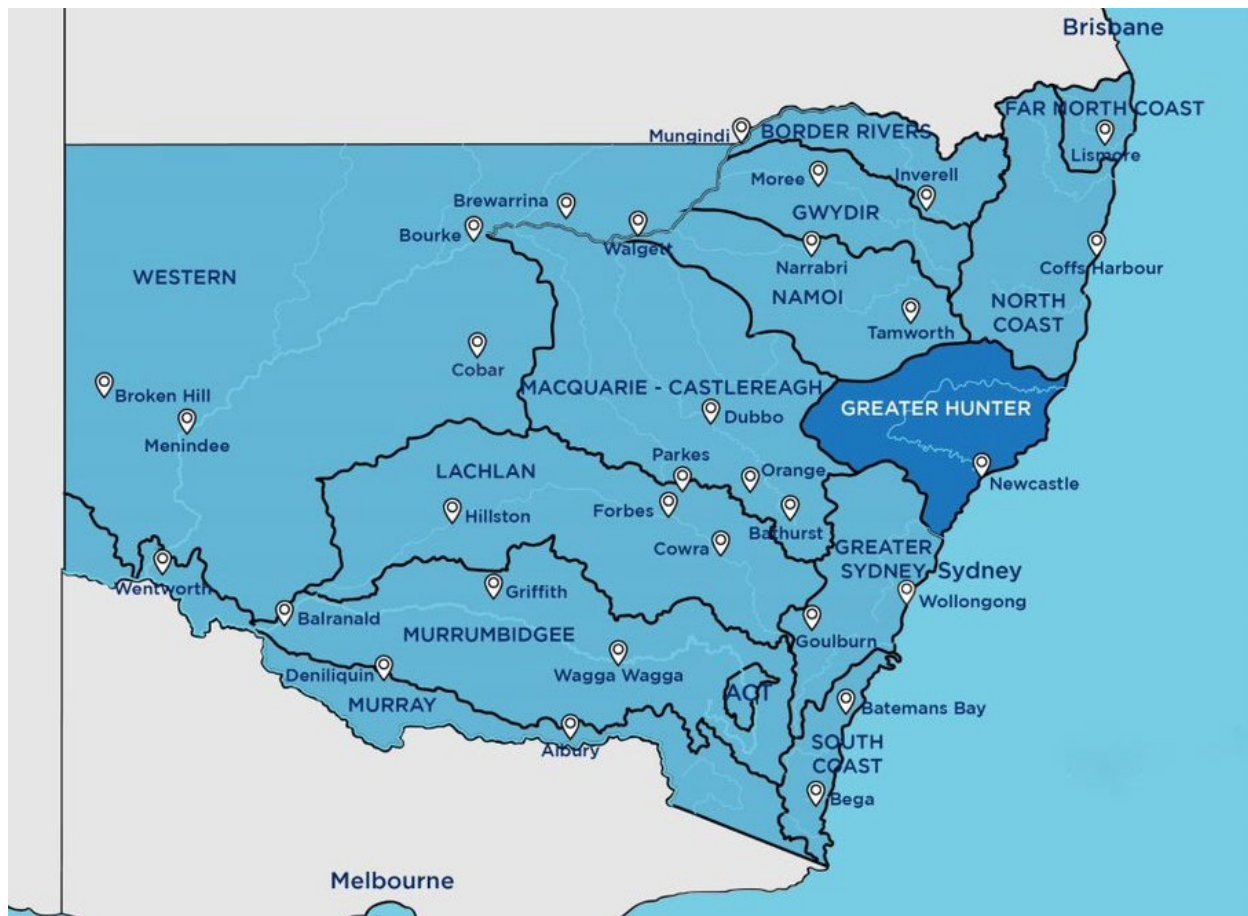 Brisbane
FAR NORTH COAST
Mungindi
BORDER RIVERS
Lismore
Moree
Inverell
Brewarrina
GWYDIR
Bourke
Walgett
Narrabri
Coffs Harbour
WESTERN
NAMOI
NORTH
COAST
Tamworth
Cobar
MACQUARIE - CASTLEREAGH
Broken Hill
Dubbo
GREATER HUNTER
Menindee
Parkes
LACHLAN
Orange
Newcastle
Hillston
Forbes
Bathurst
Cowra
GREATER
SYDNEY
Sydney
Wentworth
Griffith
Wollongong
Balranald
MURRUMBIDGEE
Goulburn
Deniliquin
Wagga Wagga
ACT
MURRAY
Batemans Bay
Albury
SOUTH
COAST
Bega
Melbourne